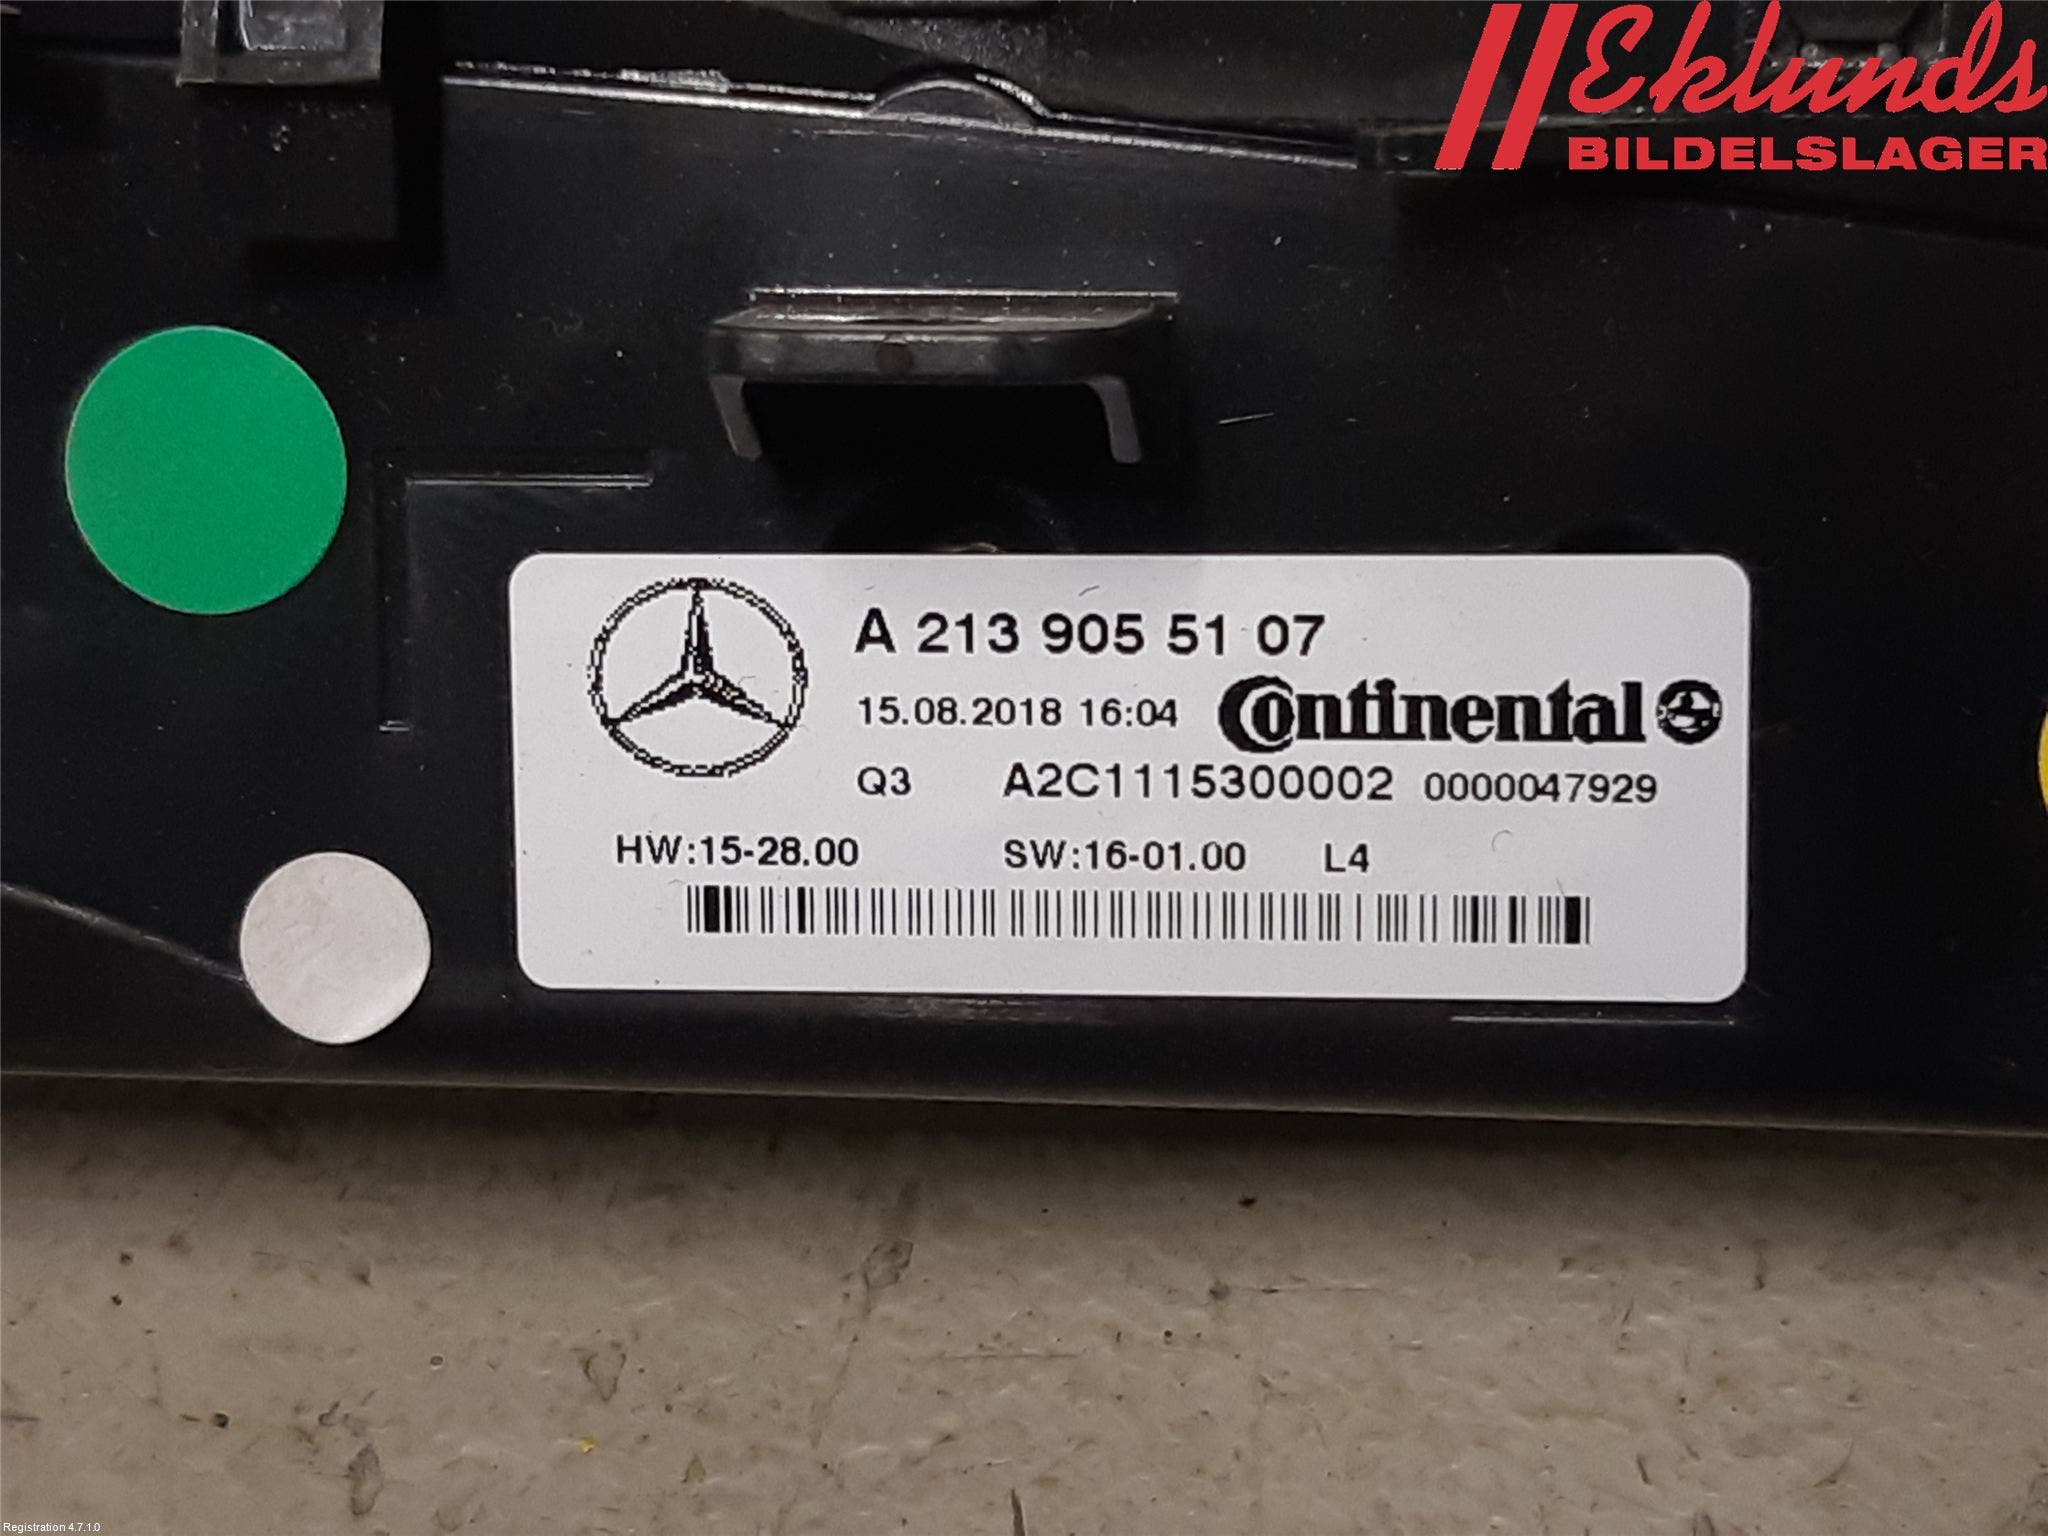 Eklunds
BILDELSLAGER
A 213 905 51 07
15.08.2018 16:04 Continental
Q3 A2C1115300002 0000047929
HW:15-28.00 SW:16-01.00 L4
Registration 4.7.1.0